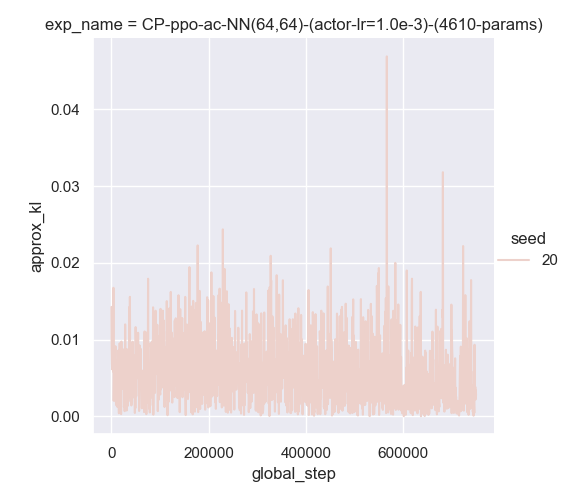 exp_name = CP-ppo-ac-NN(64,64)-(actor-lr=1.0e-3)-(4610-params)
approx_kl
0.04
0.03
0.02
0.01
0.00
0 200000 400000 600000
global_step
seed
20